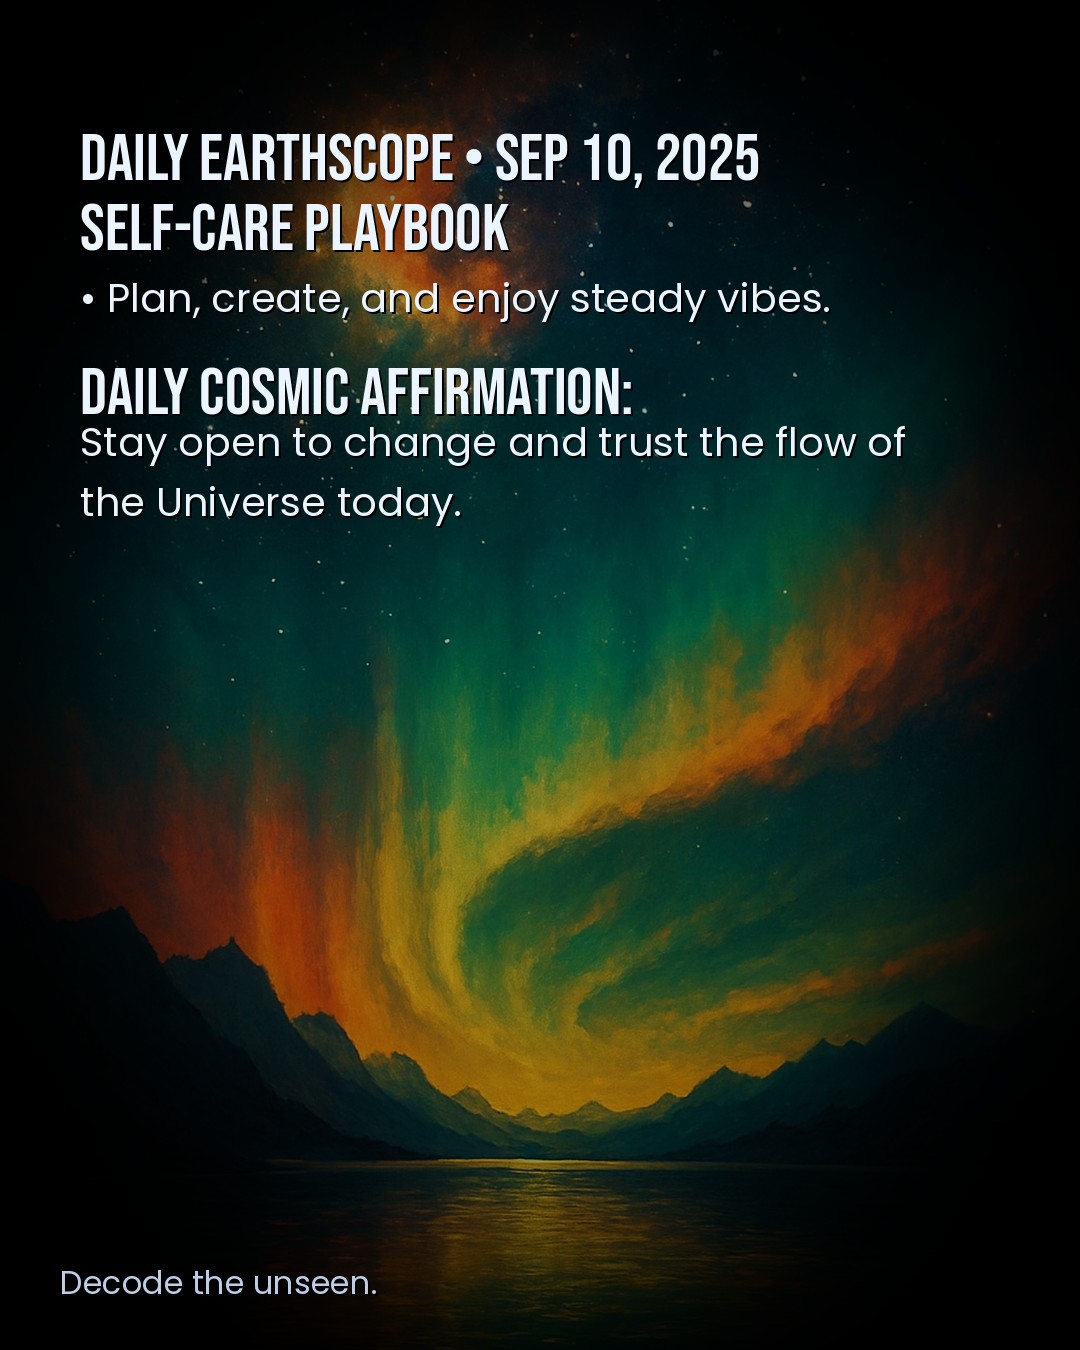 DAILY EARTHSCOPE • SEP 10, 2025
SELF-CARE PLAYBOOK
• Plan, create, and enjoy steady vibes.
DAILY COSMIC AFFIRMATION:
Stay open to change and trust the flow of
the Universe today.
Decode the unseen.